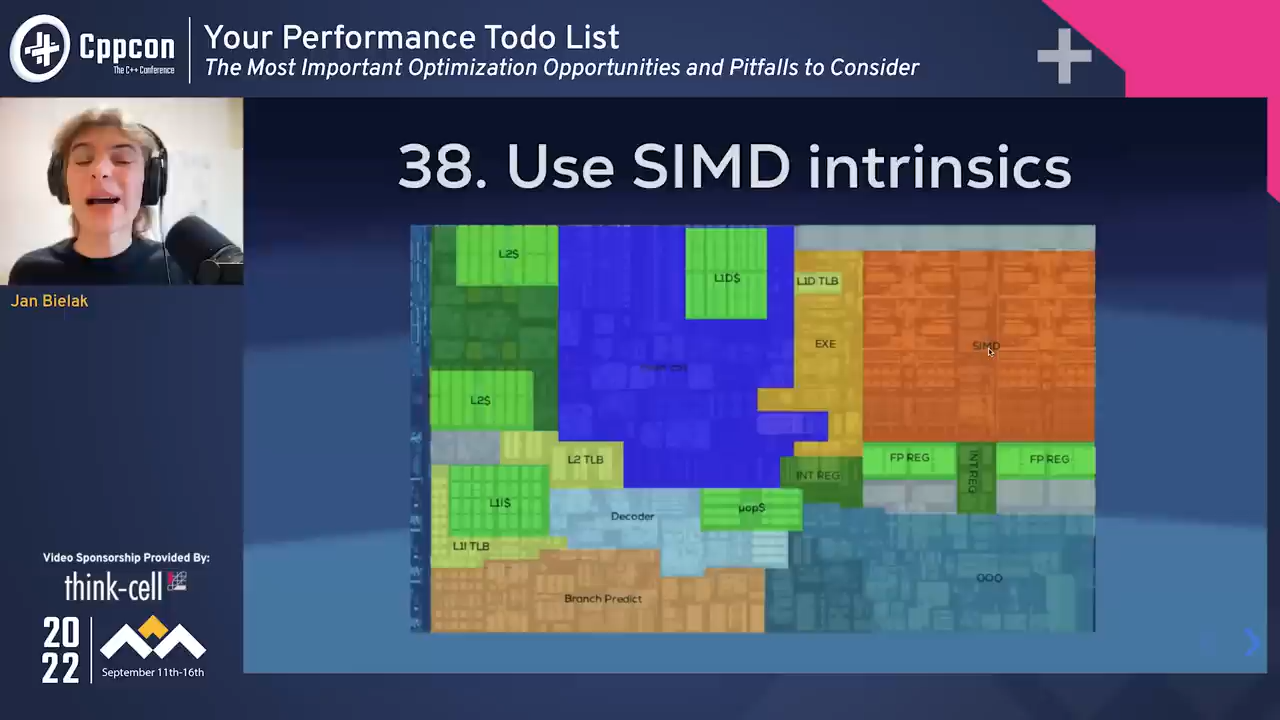 Cppcon
The C++ Conference
Your Performance Todo List
The Most Important Optimization Opportunities and Pitfalls to Consider
Jan Bielak
38. Use SIMD intrinsics
L2$
L1D$
L1D TLB
EXE
SIMD
L2$
L2 TLB
INT REG
FP REG
INT REG
FP REG
L1I$
Decoder
μop$
L1I TLB
Branch Predict
OOO
Video Sponsorship Provided By:
think-cell
20
22
September 11th-16th